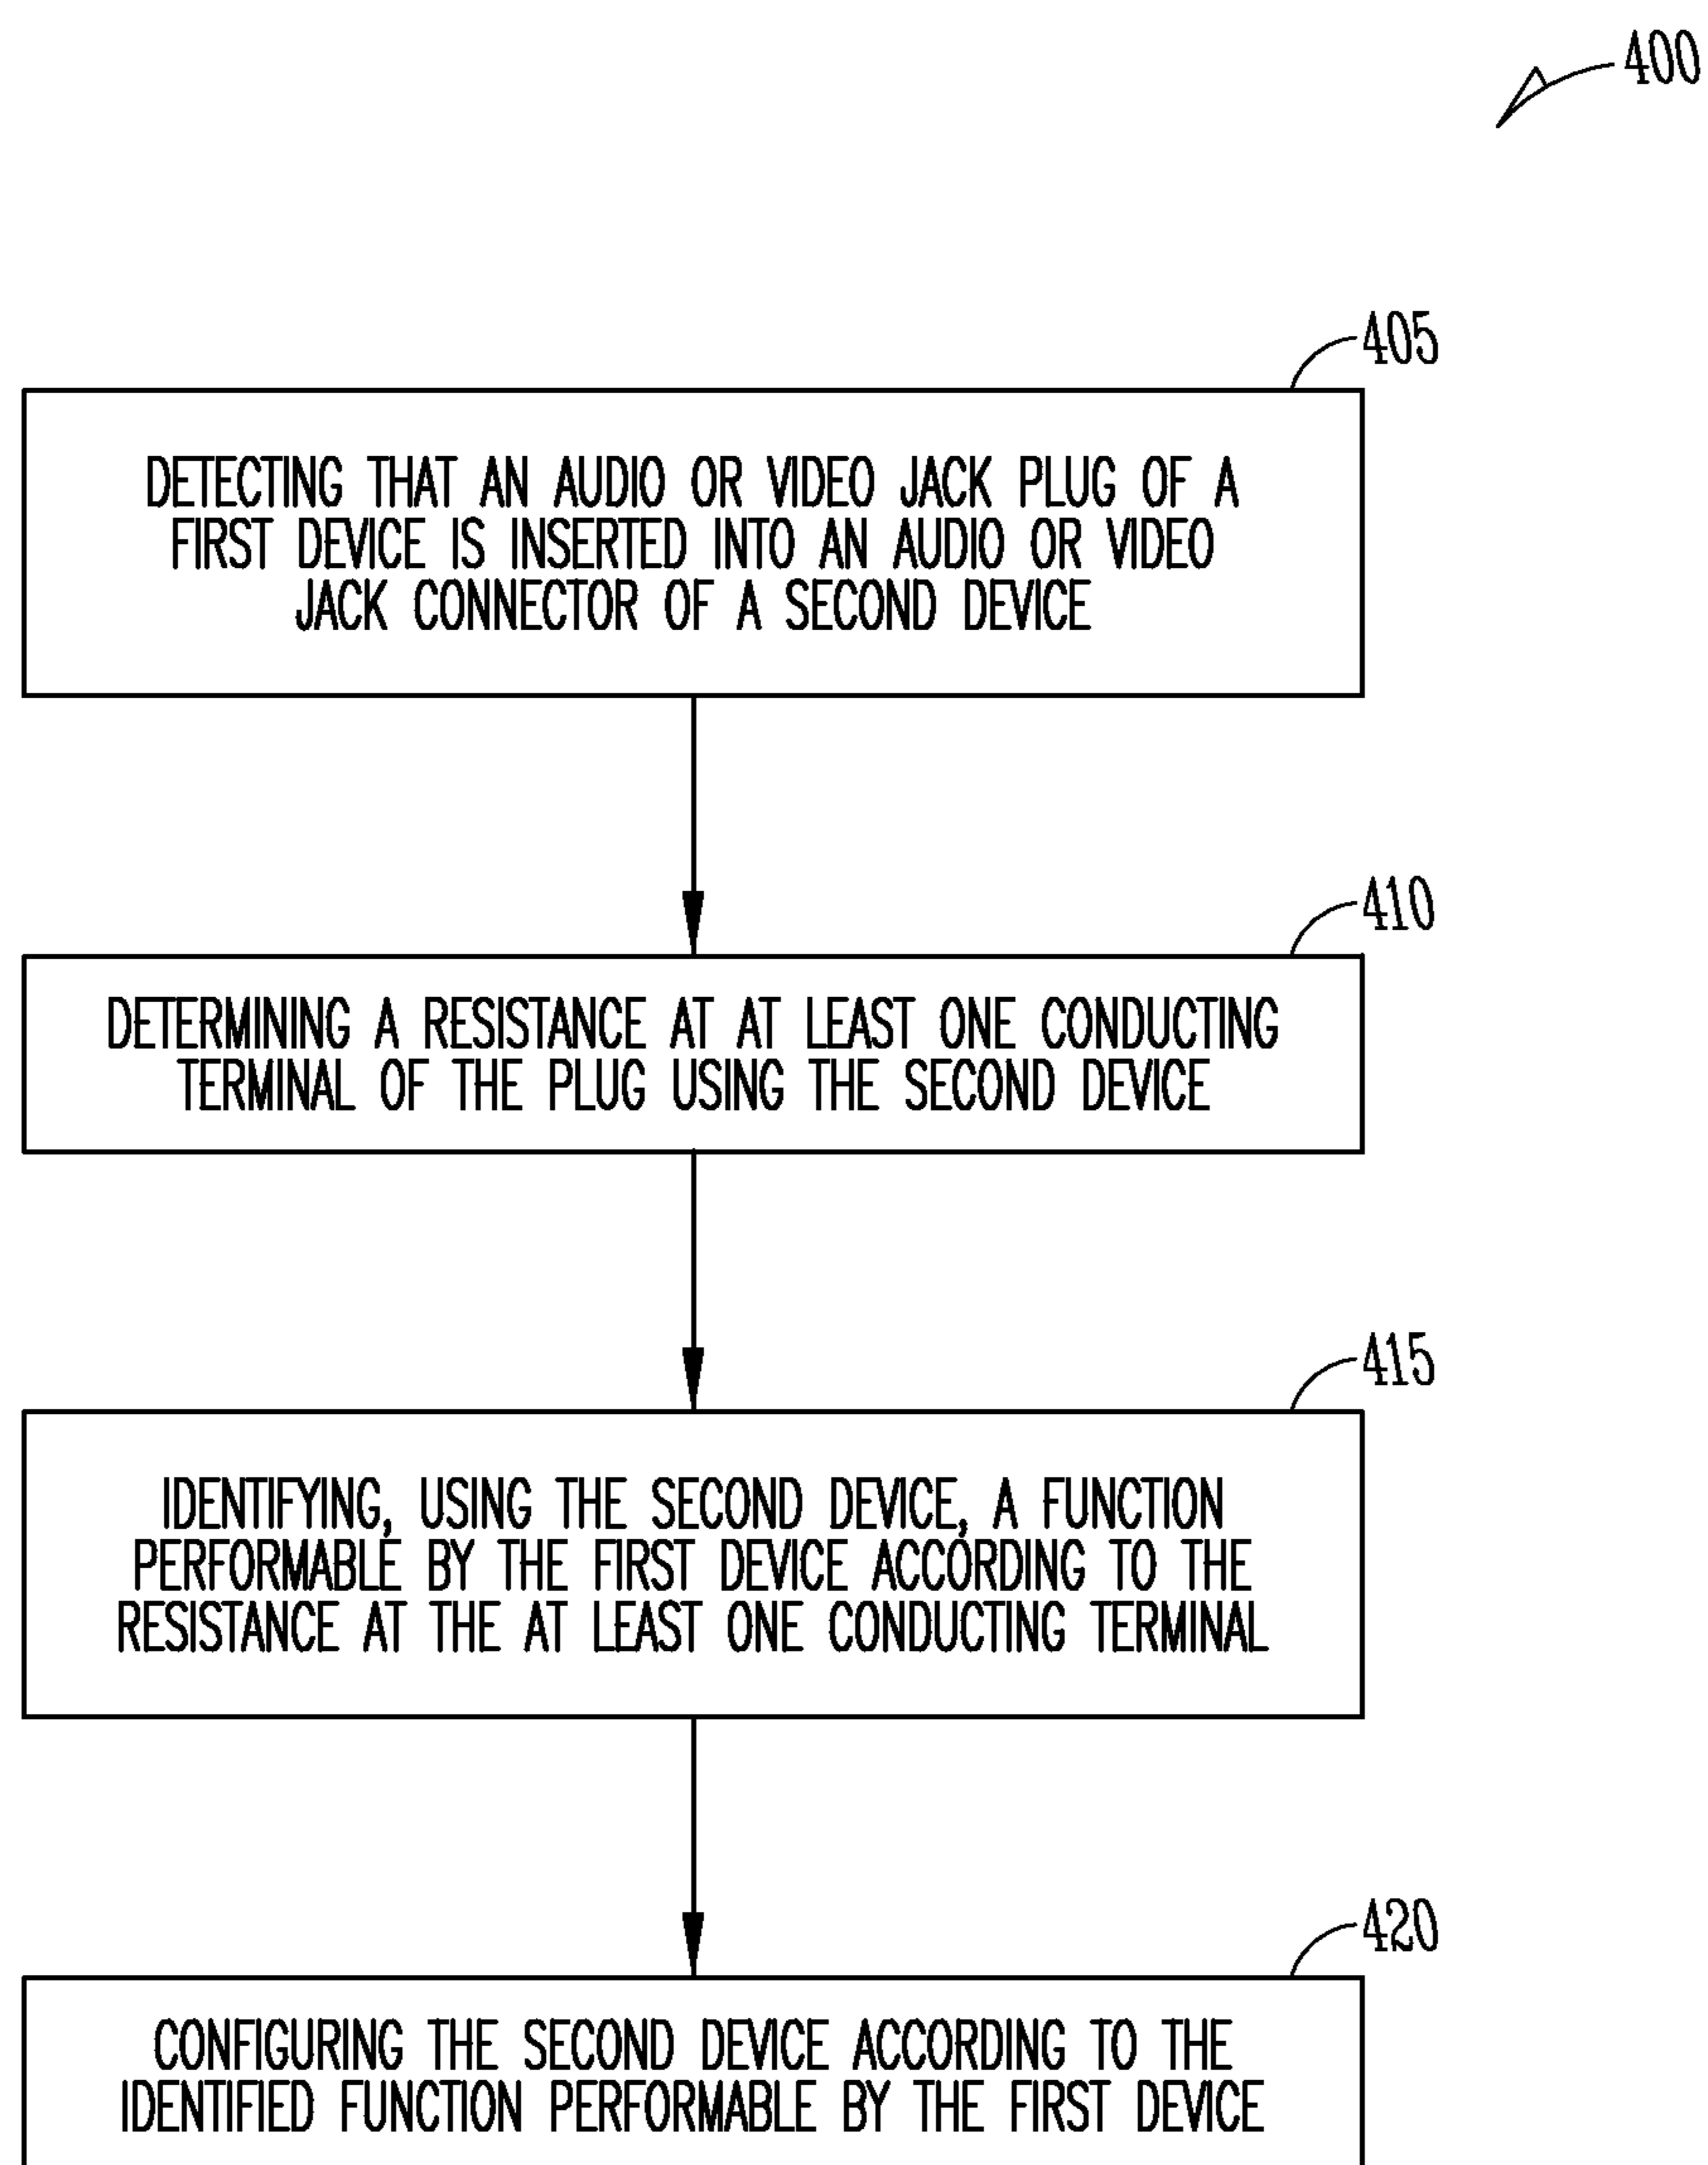 400
405
DETECTING THAT AN AUDIO OR VIDEO JACK PLUG OF A
FIRST DEVICE IS INSERTED INTO AN AUDIO OR VIDEO
JACK CONNECTOR OF A SECOND DEVICE
410
DETERMINING A RESISTANCE AT AT LEAST ONE CONDUCTING
TERMINAL OF THE PLUG USING THE SECOND DEVICE
415
IDENTIFYING, USING THE SECOND DEVICE, A FUNCTION
PERFORMABLE BY THE FIRST DEVICE ACCORDING TO THE
RESISTANCE AT THE AT LEAST ONE CONDUCTING TERMINAL
420
CONFIGURING THE SECOND DEVICE ACCORDING TO THE
IDENTIFIED FUNCTION PERFORMABLE BY THE FIRST DEVICE